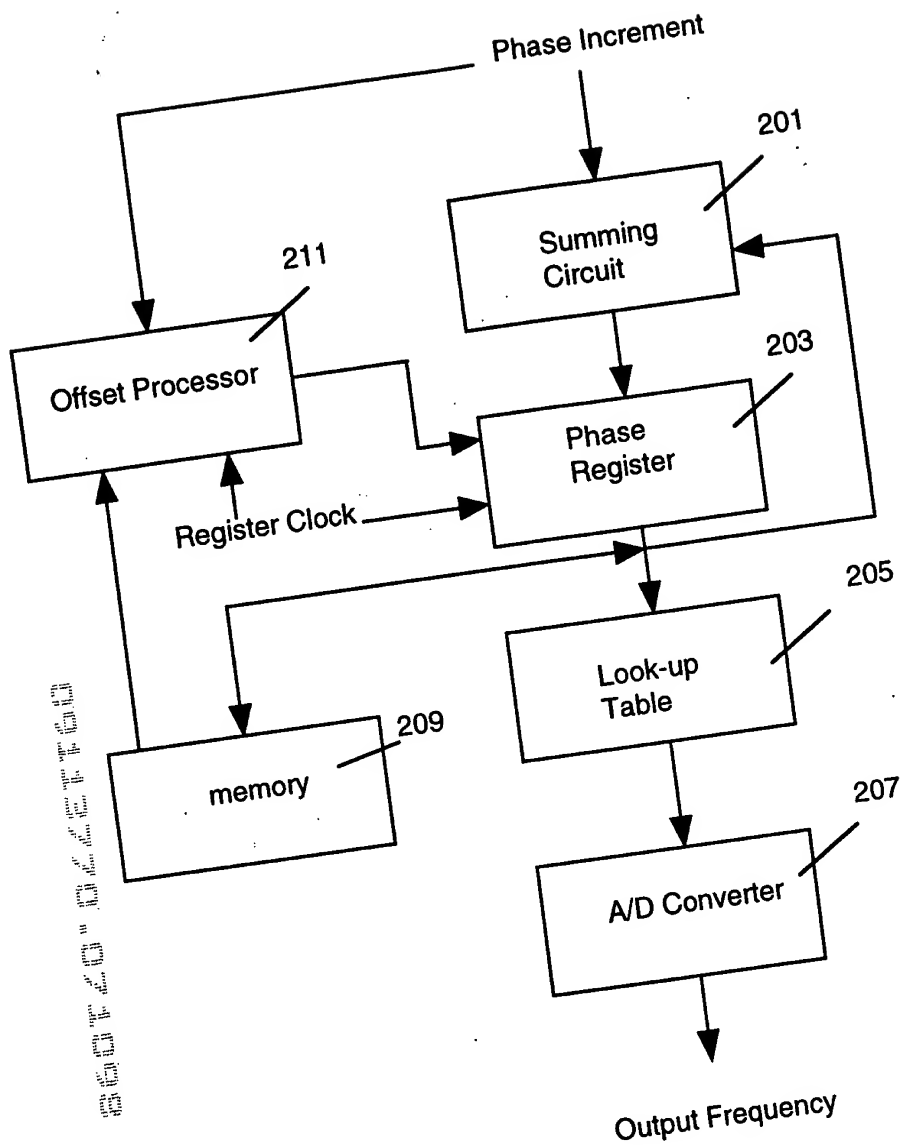 Phase Increment
201
Summing
Circuit
211
Offset Processor
203
Phase
Register
Register Clock
205
Look-up
Table
209
memory
207
A/D Converter
Output Frequency